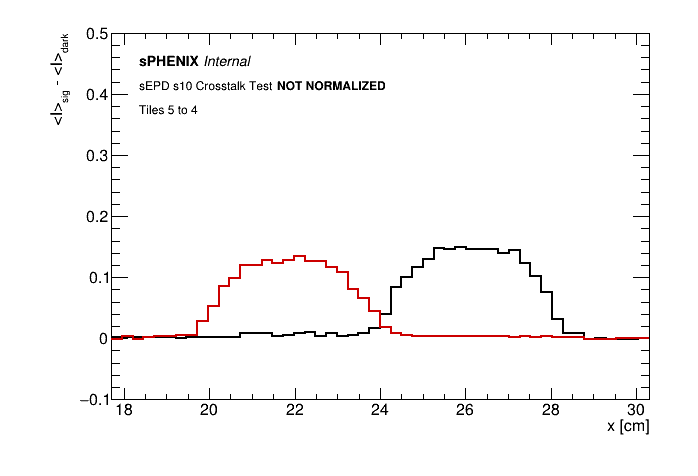 0.5
<I>sig - <I>dark
sPHENIX Internal
sEPD s10 Crosstalk Test NOT NORMALIZED
Tiles 5 to 4
0.4
0.3
0.2
0.1
0
−0.1
18 20 22 24 26 28 30
x [cm]